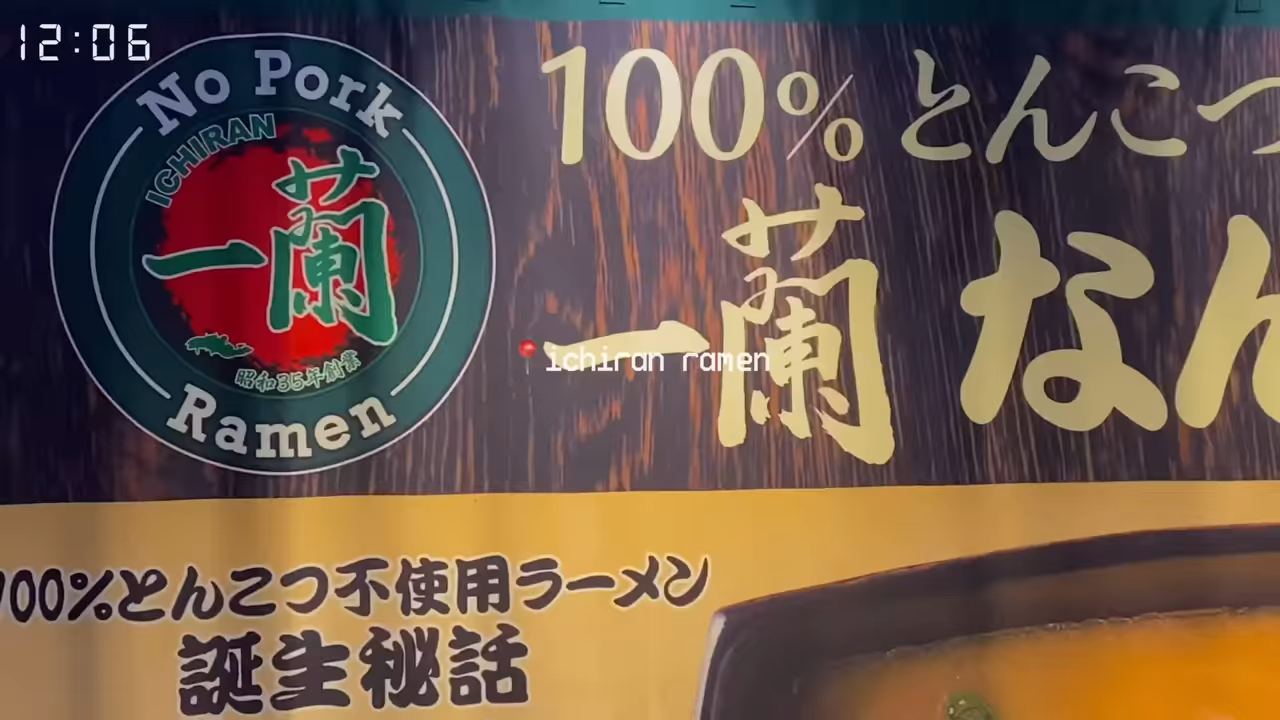 12:06
No Pork
ICHIRAN
一蘭
昭和35年創業
Ramen
100%とんこつ
一蘭 な
📍ichiran ramen
100%とんこつ不使用ラーメン
誕生秘話